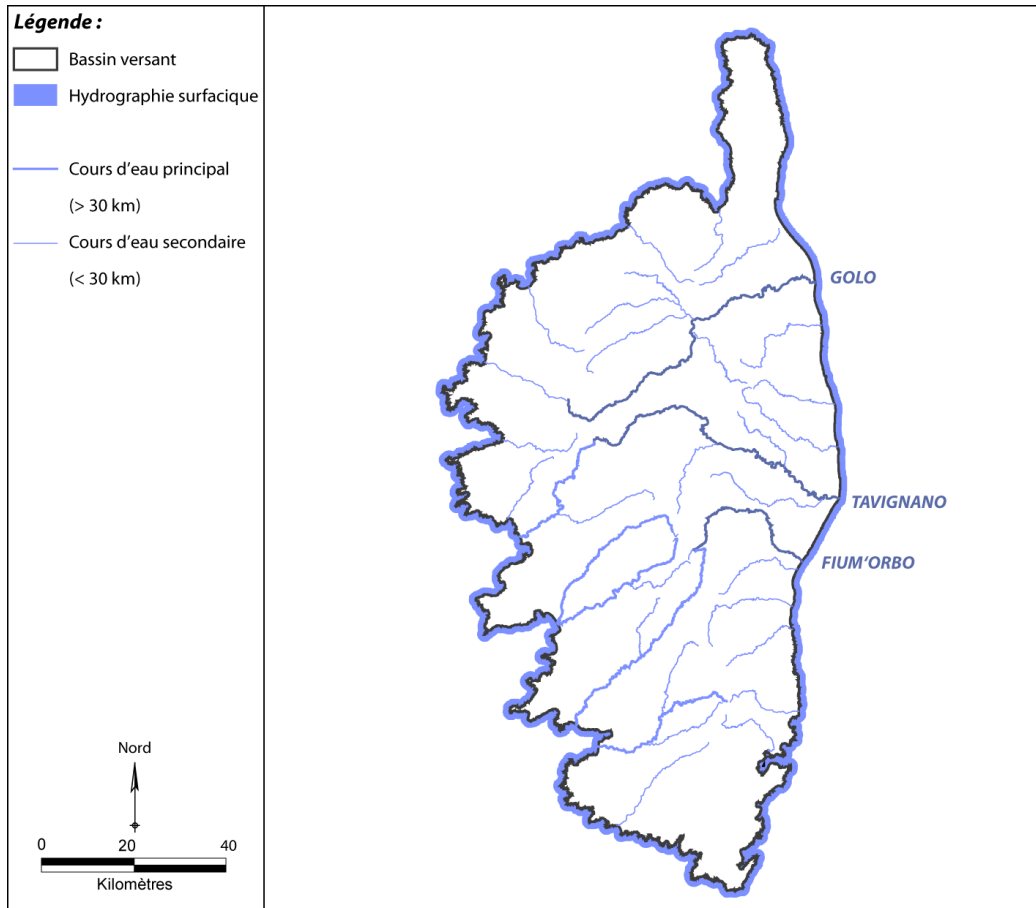 Légende :
Bassin versant
Hydrographie surfacique
Cours d'eau principal
(> 30 km)
Cours d'eau secondaire
(< 30 km)
GOLO
TAVIGNANO
FIUM'ORBO
Nord
0 20 40
Kilomètres